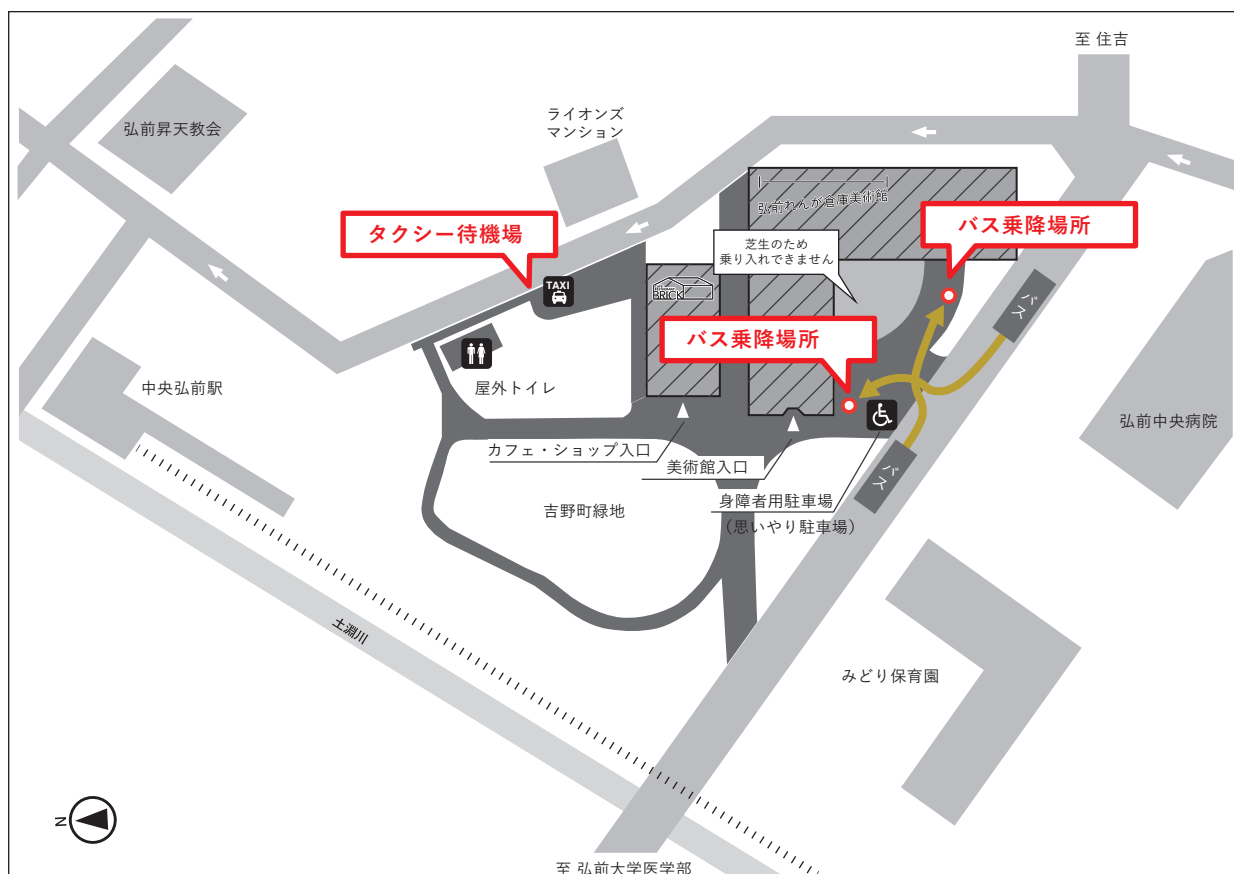 至 住吉
弘前昇天教会
ライオンズ
マンション
弘前れんが倉庫美術館
タクシー待機場
バス乗降場所
芝生のため
乗り入れできません
TAXI
BRICK
バス
バス乗降場所
中央弘前駅
屋外トイレ
弘前中央病院
カフェ・ショップ入口
美術館入口
バス
身障者用駐車場
（思いやり駐車場）
吉野町緑地
土淵川
みどり保育園
N
至 弘前大学医学部